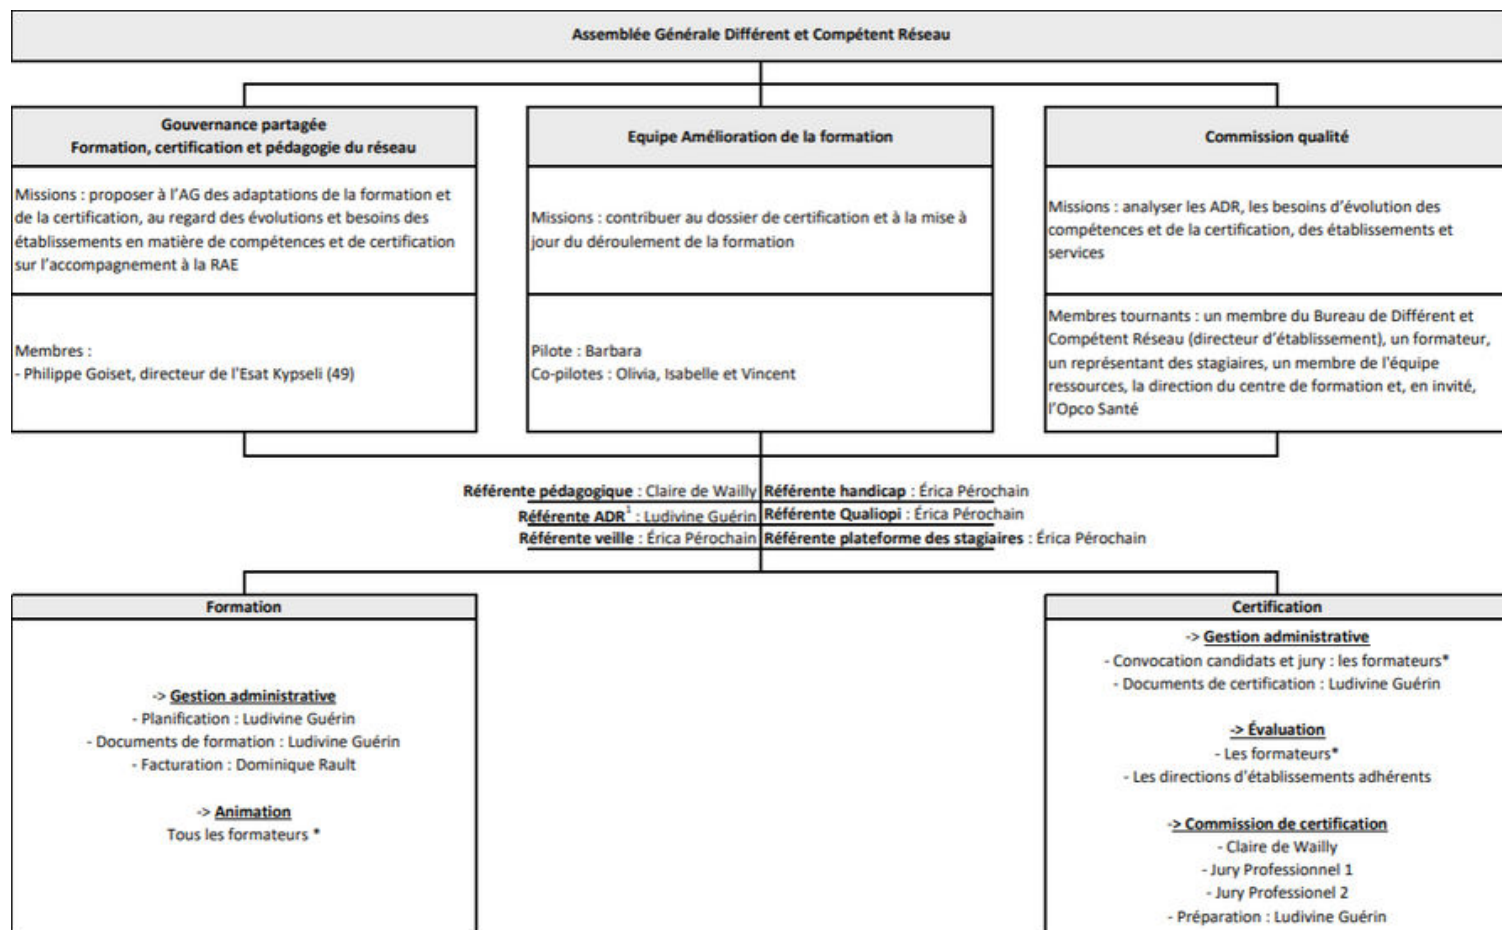 Assemblée Générale Différent et Compétent Réseau
Gouvernance partagée
Formation, certification et pédagogie du réseau
Missions : proposer à l'AG des adaptations de la formation et
de la certification, au regard des évolutions et besoins des
établissements en matière de compétences et de certification
sur l'accompagnement à la RAE
Membres :
- Philippe Goiset, directeur de l'Esat Kypseli (49)
Equipe Amélioration de la formation
Missions : contribuer au dossier de certification et à la mise à
jour du déroulement de la formation
Pilote : Barbara
Co-pilotes : Olivia, Isabelle et Vincent
Commission qualité
Missions : analyser les ADR, les besoins d'évolution des
compétences et de la certification, des établissements et
services
Membres tournants : un membre du Bureau de Différent et
Compétent Réseau (directeur d'établissement), un formateur,
un représentant des stagiaires, un membre de l'équipe
ressources, la direction du centre de formation et, en invité,
l'Opco Santé
Référente pédagogique : Claire de Wailly
Référente ADR¹ : Ludivine Guérin
Référente veille : Érica Pérochain
Référente handicap : Érica Pérochain
Référente Qualiopi : Érica Pérochain
Référente plateforme des stagiaires : Érica Pérochain
Formation
-> Gestion administrative
- Planification : Ludivine Guérin
- Documents de formation : Ludivine Guérin
- Facturation : Dominique Rault
-> Animation
Tous les formateurs *
Certification
-> Gestion administrative
- Convocation candidats et jury : les formateurs*
- Documents de certification : Ludivine Guérin
-> Évaluation
- Les formateurs*
- Les directions d'établissements adhérents
-> Commission de certification
- Claire de Wailly
- Jury Professionnel 1
- Jury Professionel 2
- Préparation : Ludivine Guérin